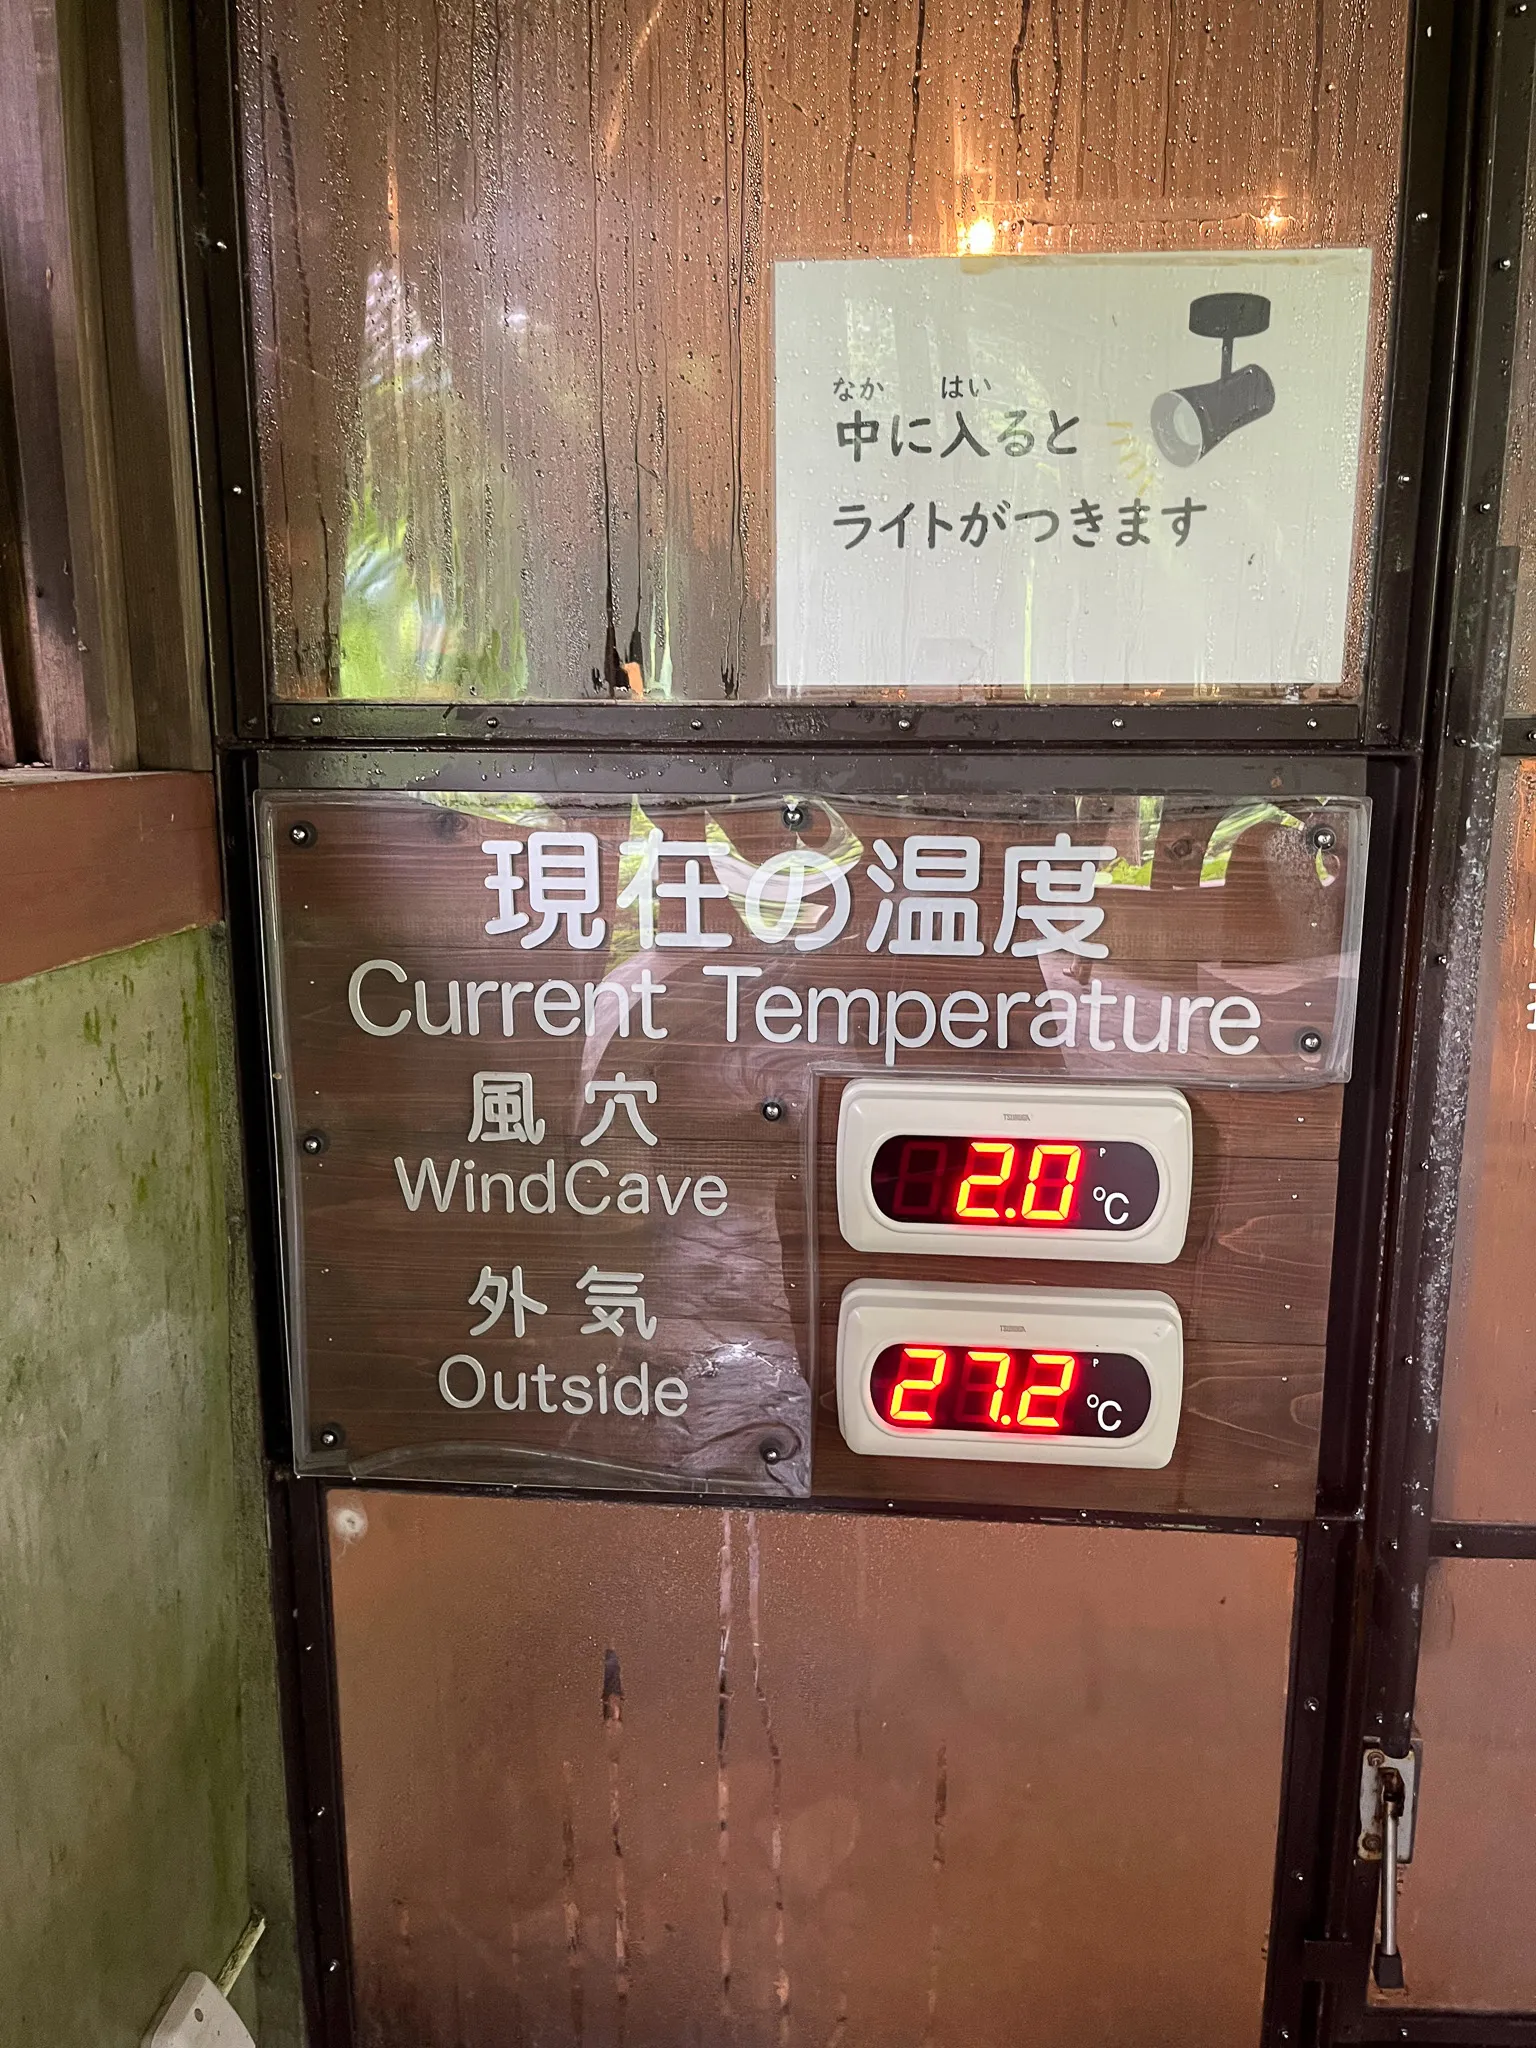 なか はい
中に入ると
ライトがつきます
現在の温度
Current Temperature
風穴
WindCave
2.0 °C
P
外気
Outside
27.2 °C
P